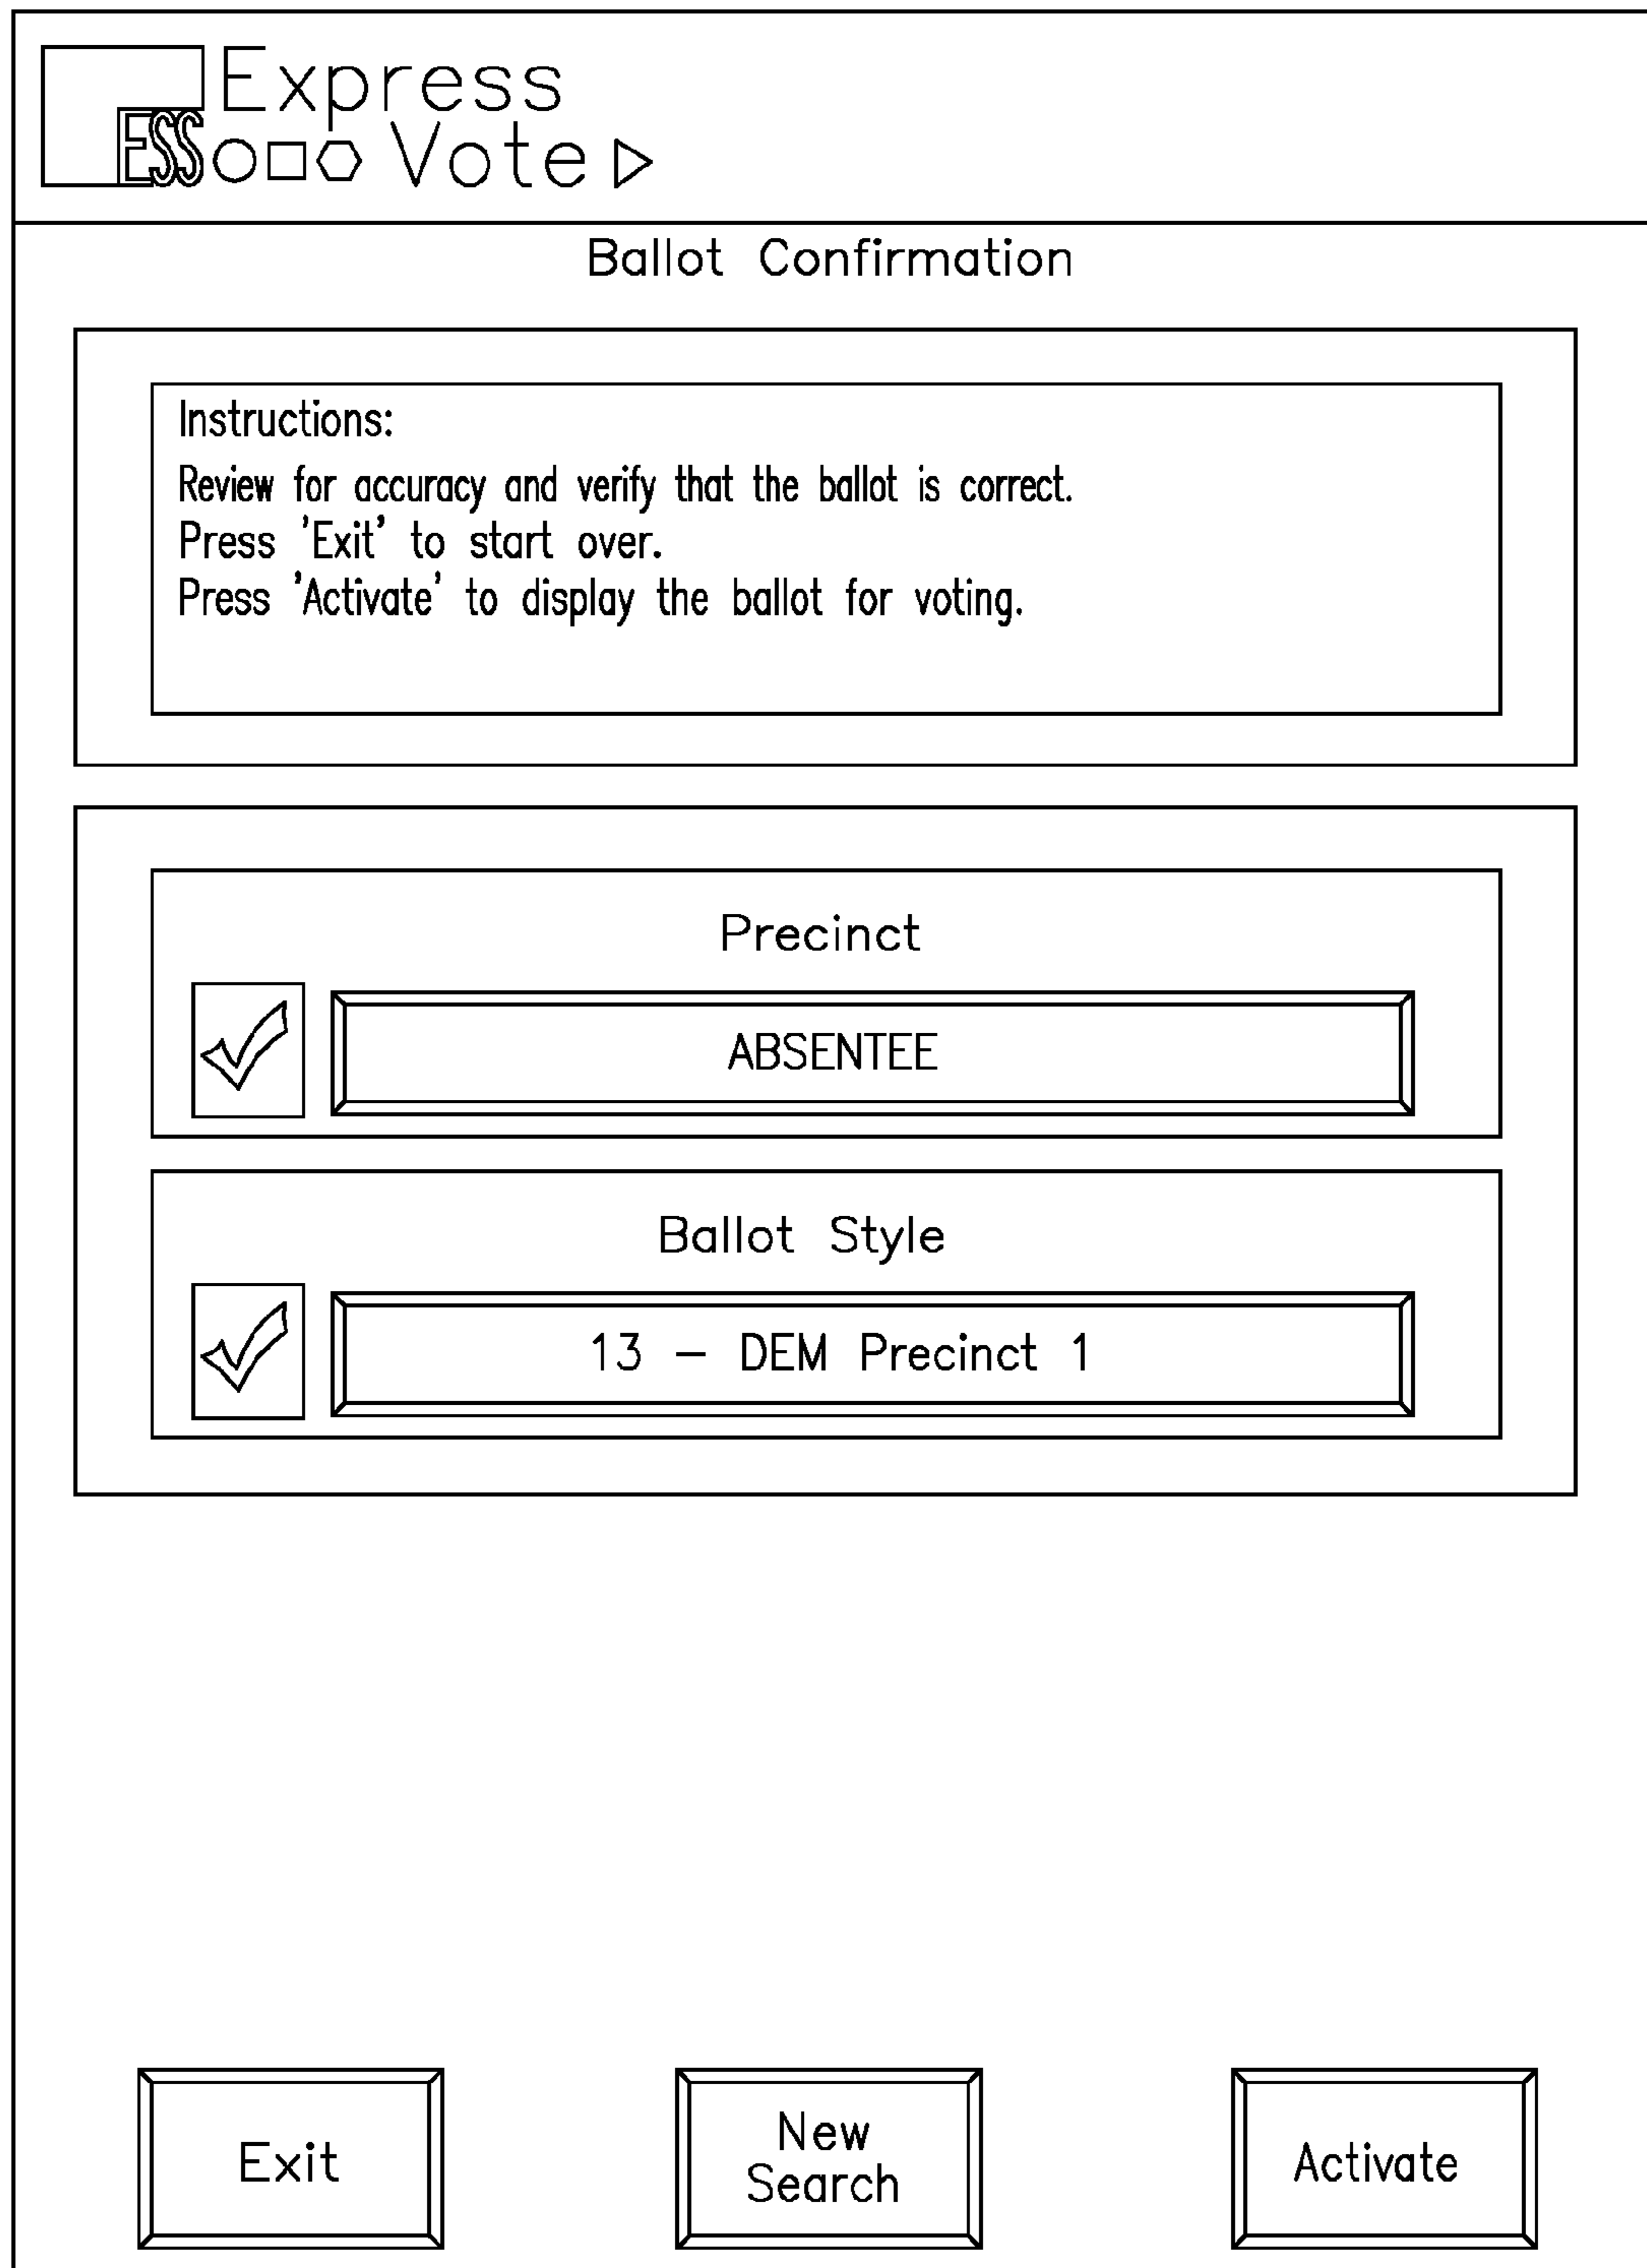 Express
ESS Vote
Ballot Confirmation
Instructions:
Review for accuracy and verify that the ballot is correct.
Press 'Exit' to start over.
Press 'Activate' to display the ballot for voting.
Precinct
ABSENTEE
Ballot Style
13 - DEM Precinct 1
Exit
New
Search
Activate